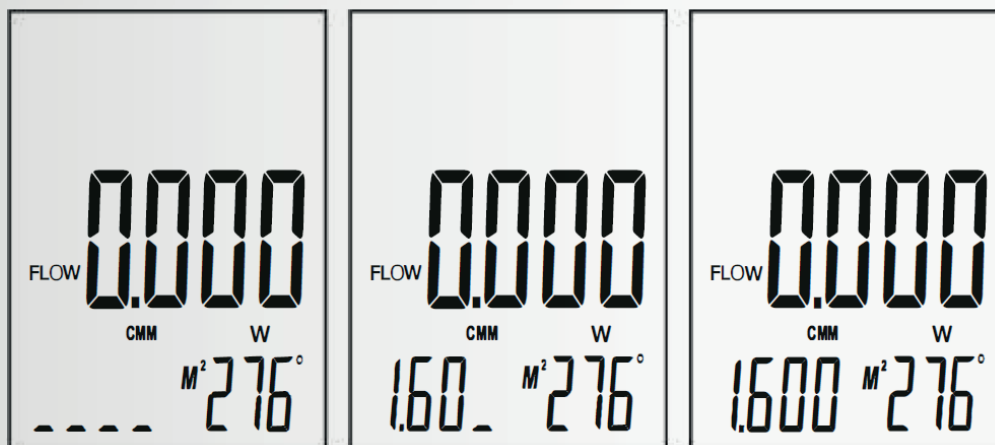 0.000
FLOW
CMM W
_ _ _ _ M² 276°
0.000
FLOW
CMM W
1.60_ M² 276°
0.000
FLOW
CMM W
1.600 M² 276°